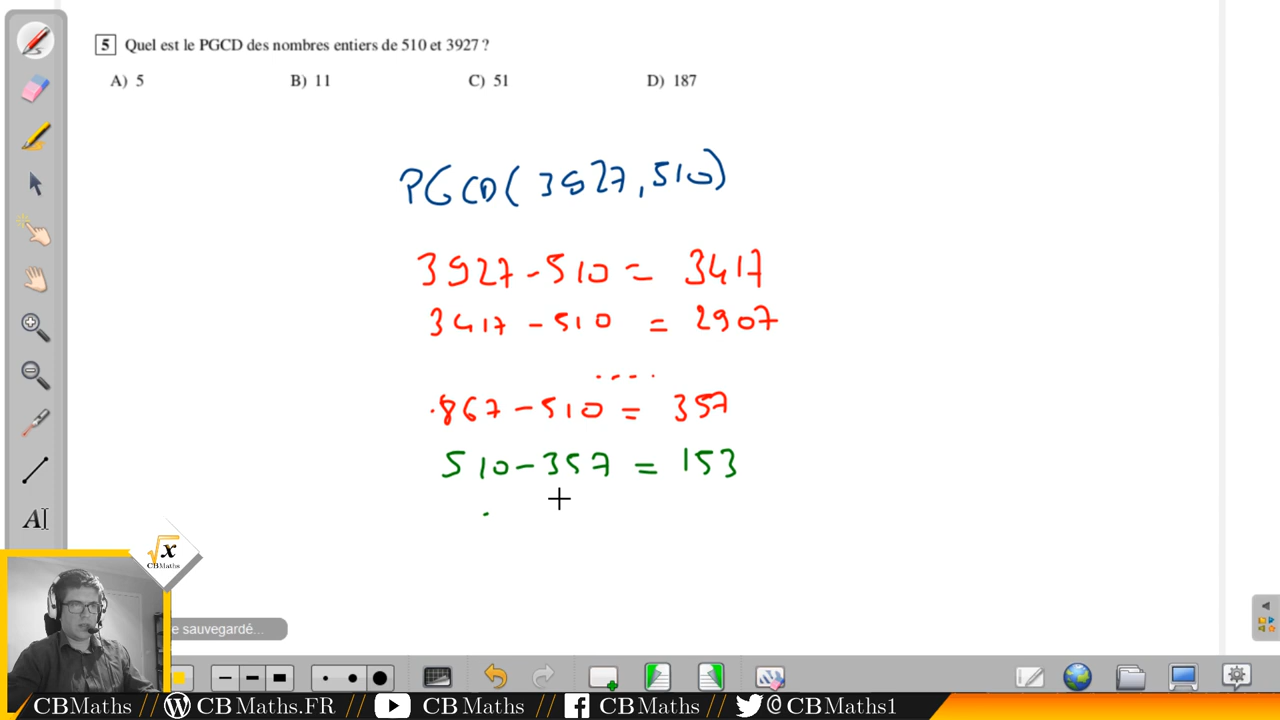 5 Quel est le PGCD des nombres entiers de 510 et 3927 ?
A) 5 B) 11 C) 51 D) 187
PGCD(3927,510)
3927-510 = 3417
3417-510 = 2907
....
.867-510 = 357
510-357 = 153
.
AI
√x
CBMaths
e sauvegardé...
CBMaths // CBMaths.FR // CB Maths // CBMaths // @CBMaths1